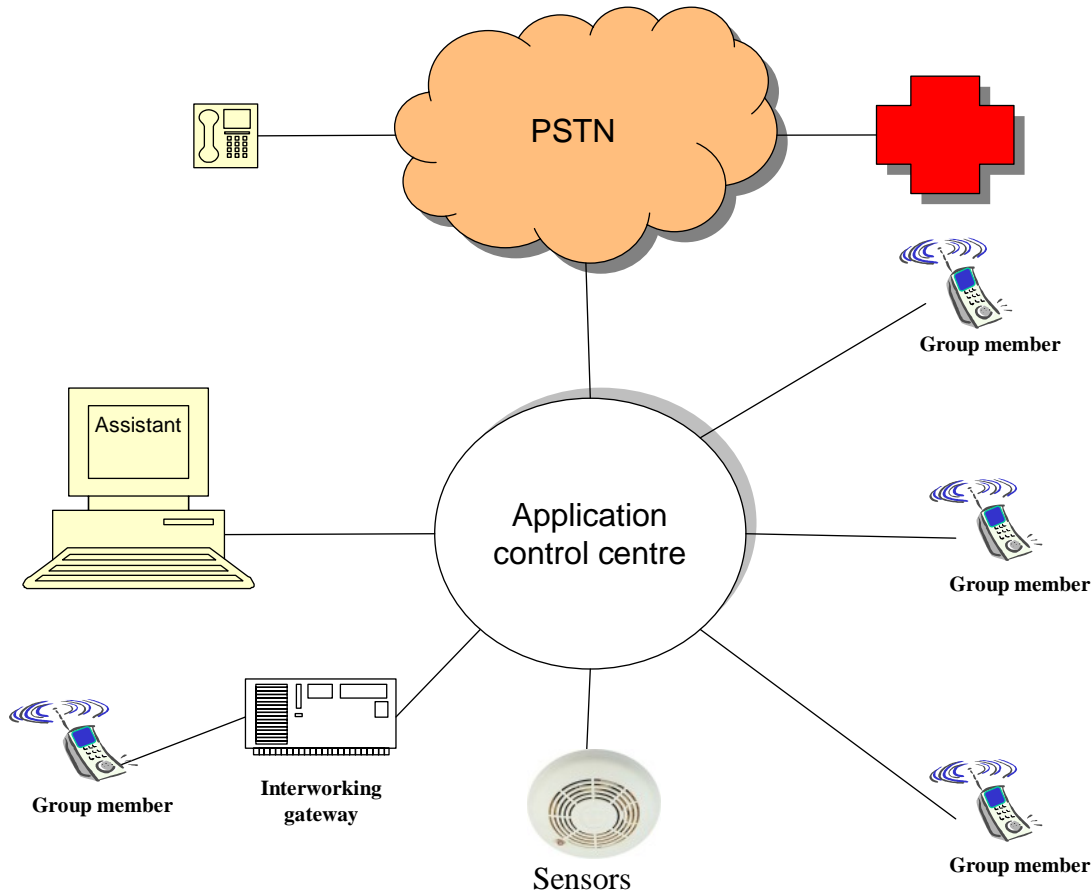 PSTN
Group member
Assistant
Application
control centre
Group member
Group member
Interworking
gateway
Sensors
Group member